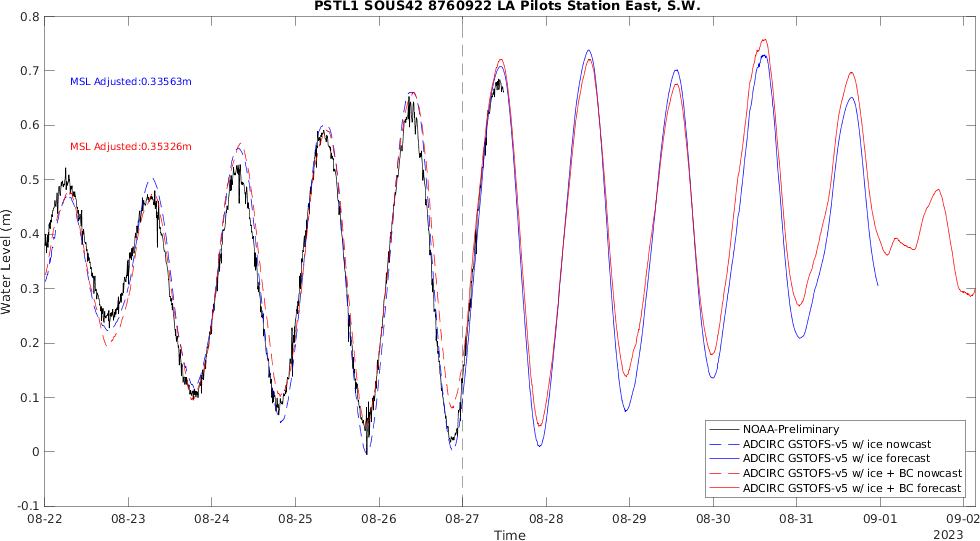 PSTL1 SOUS42 8760922 LA Pilots Station East, S.W.
0.8
0.7
0.6
0.5
0.4
0.3
0.2
0.1
0
-0.1
Water Level (m)
MSL Adjusted:0.33563m
MSL Adjusted:0.35326m
NOAA-Preliminary
ADCIRC GSTOFS-v5 w/ ice nowcast
ADCIRC GSTOFS-v5 w/ ice forecast
ADCIRC GSTOFS-v5 w/ ice + BC nowcast
ADCIRC GSTOFS-v5 w/ ice + BC forecast
08-22 08-23 08-24 08-25 08-26 08-27 08-28 08-29 08-30 08-31 09-01 09-02
Time
2023